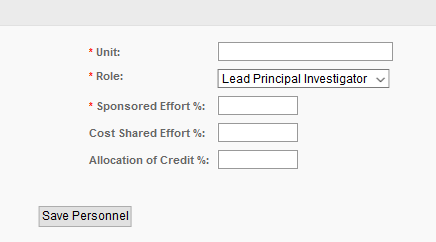 * Unit:
* Role: Lead Principal Investigator
* Sponsored Effort %:
Cost Shared Effort %:
Allocation of Credit %:
Save Personnel